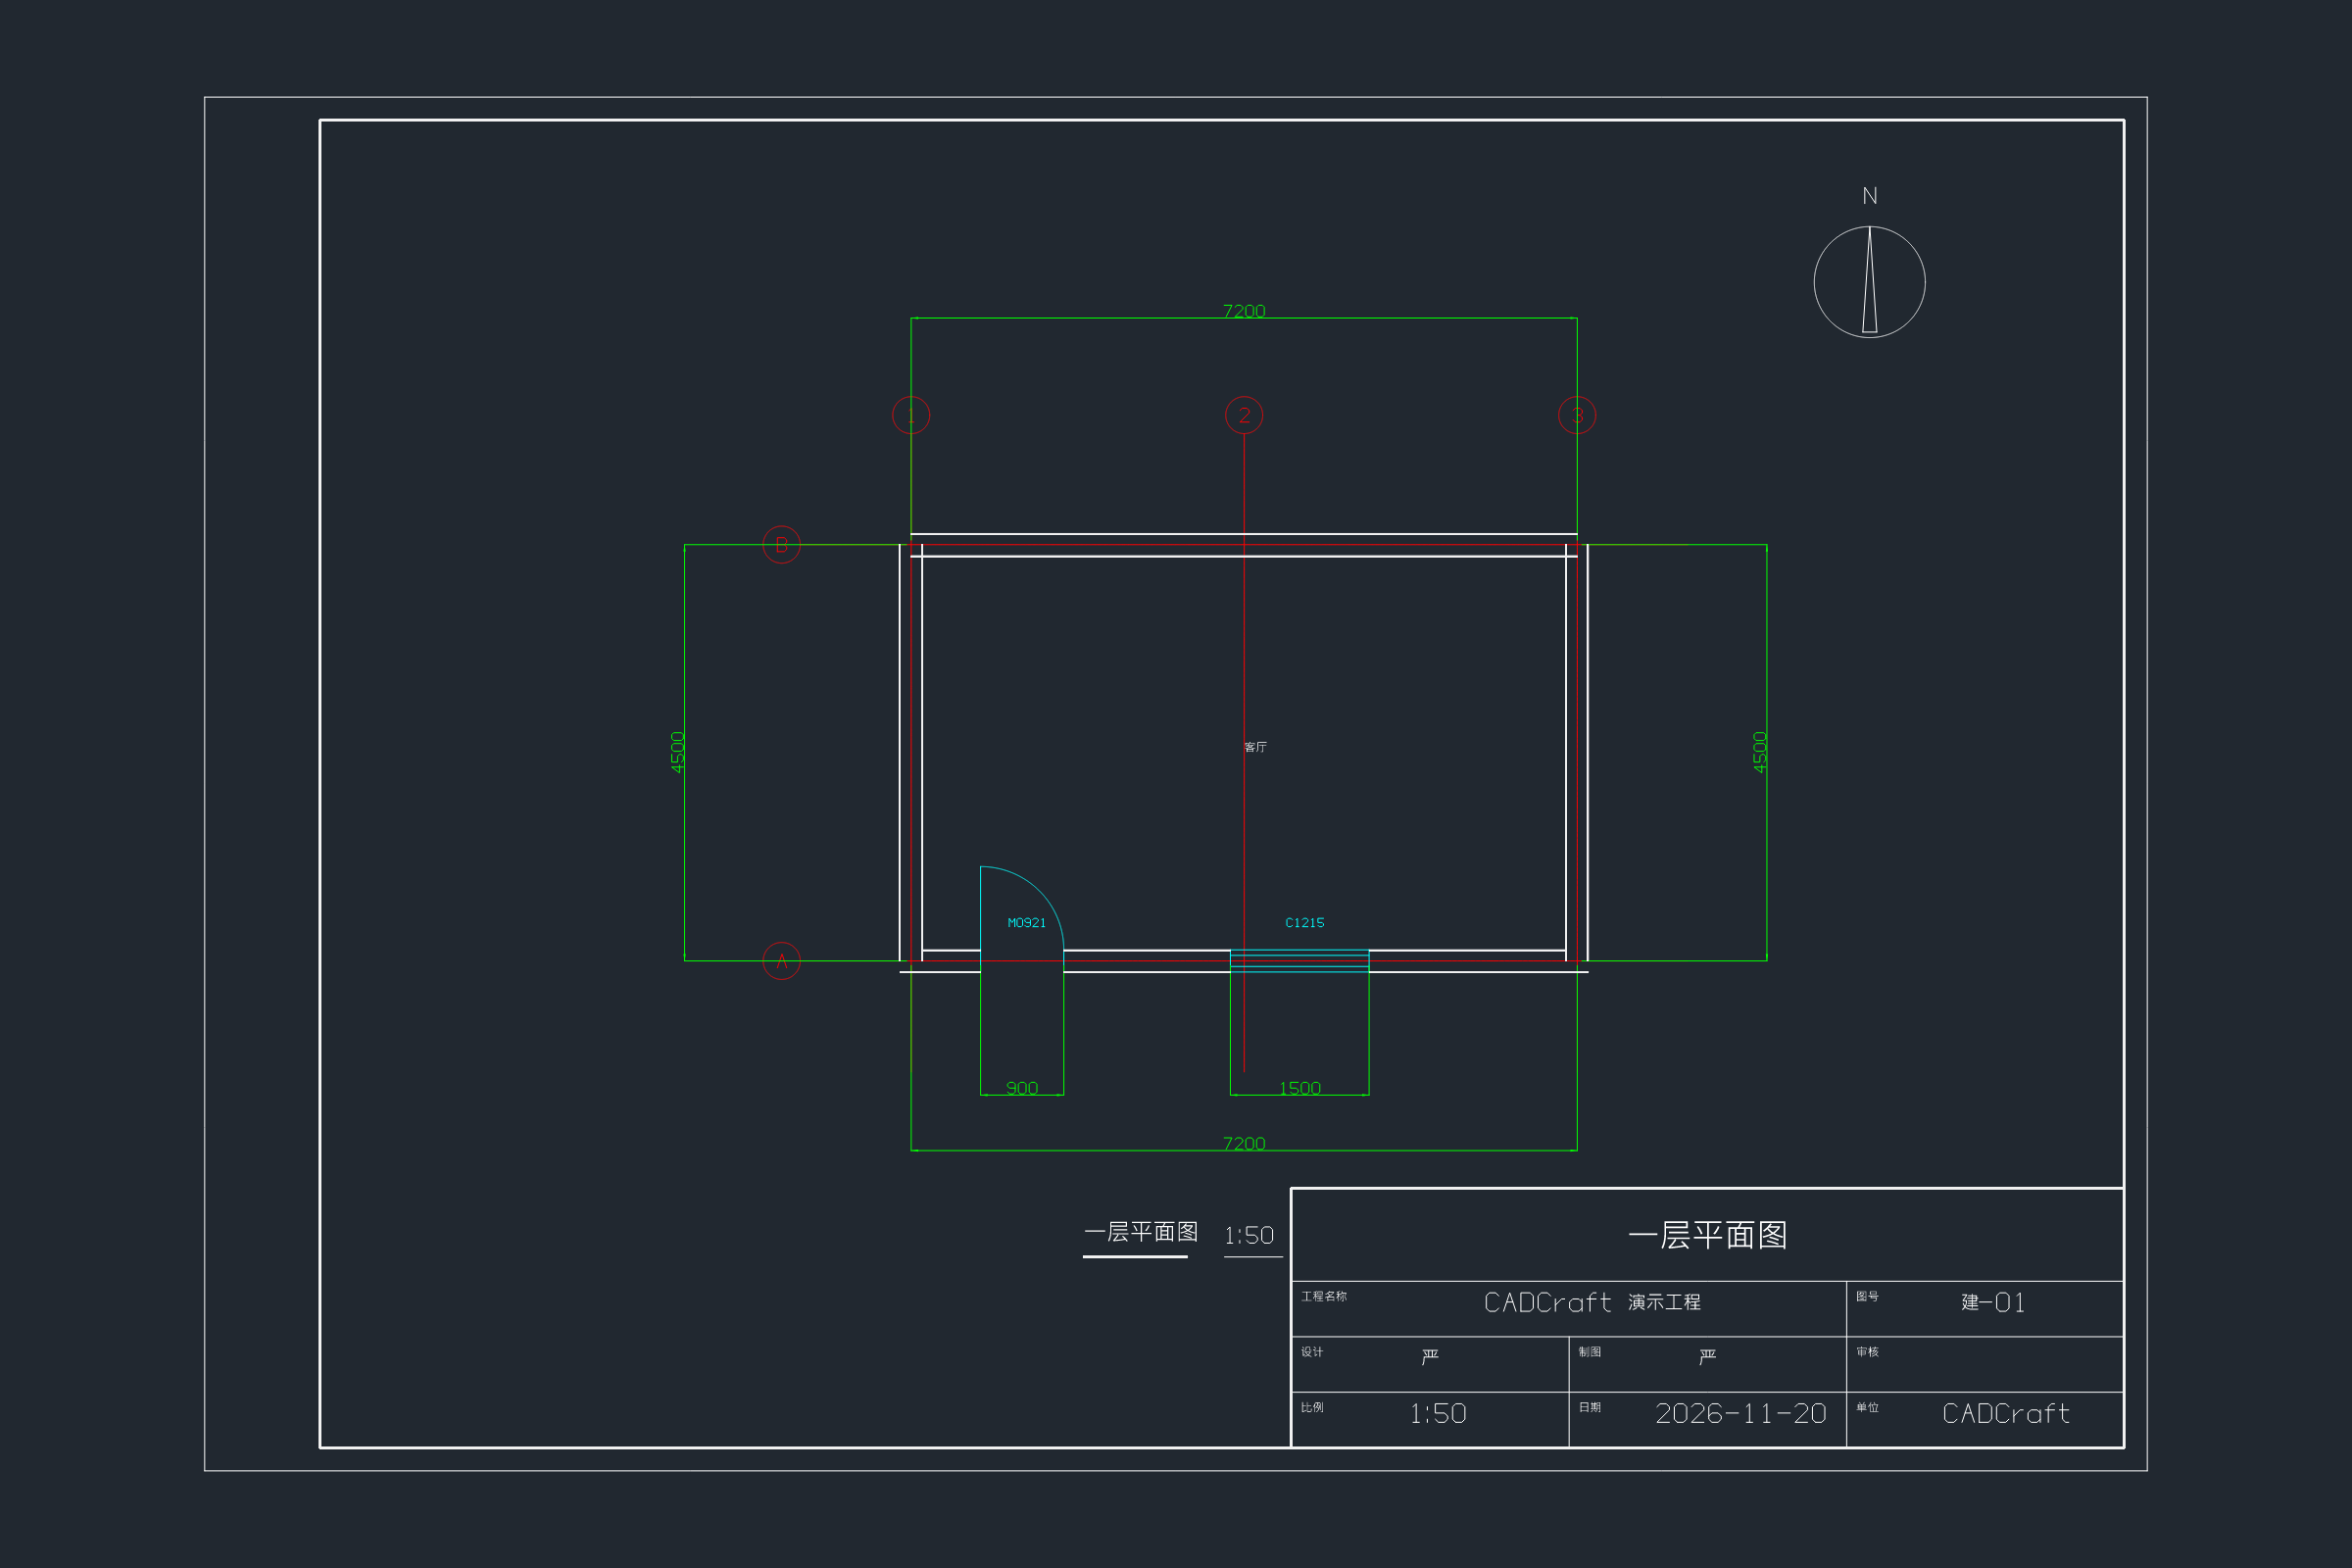 N
7200
1
2
3
B
4500
4500
客厅
M0921
C1215
A
900
1500
7200
一层平面图 1:50
一层平面图
工程名称 CADCraft 演示工程 图号 建-01
设计 严 制图 严 审核
比例 1:50 日期 2026-11-20 单位 CADCraft